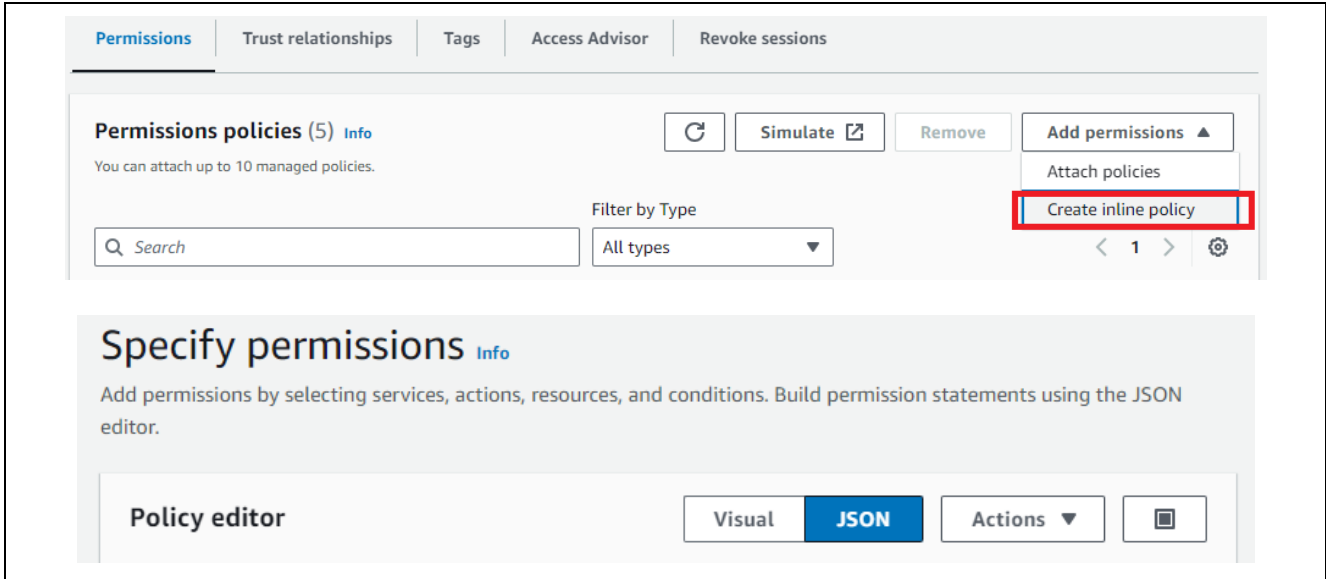 Permissions Trust relationships Tags Access Advisor Revoke sessions
Permissions policies (5) Info
Simulate Remove Add permissions
You can attach up to 10 managed policies.
Attach policies
Filter by Type
Create inline policy
Search All types 1
Specify permissions Info
Add permissions by selecting services, actions, resources, and conditions. Build permission statements using the JSON
editor.
Policy editor Visual JSON Actions